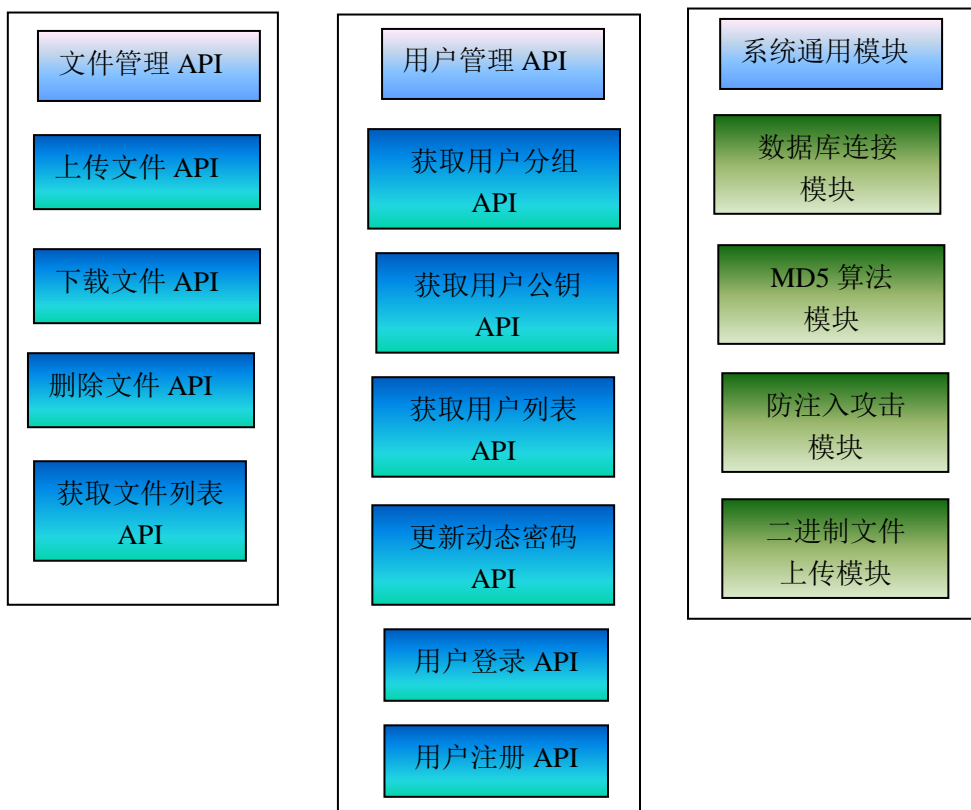 文件管理 API
上传文件 API
下载文件 API
删除文件 API
获取文件列表
API
用户管理 API
获取用户分组
API
获取用户公钥
API
获取用户列表
API
更新动态密码
API
用户登录 API
用户注册 API
系统通用模块
数据库连接
模块
MD5 算法
模块
防注入攻击
模块
二进制文件
上传模块